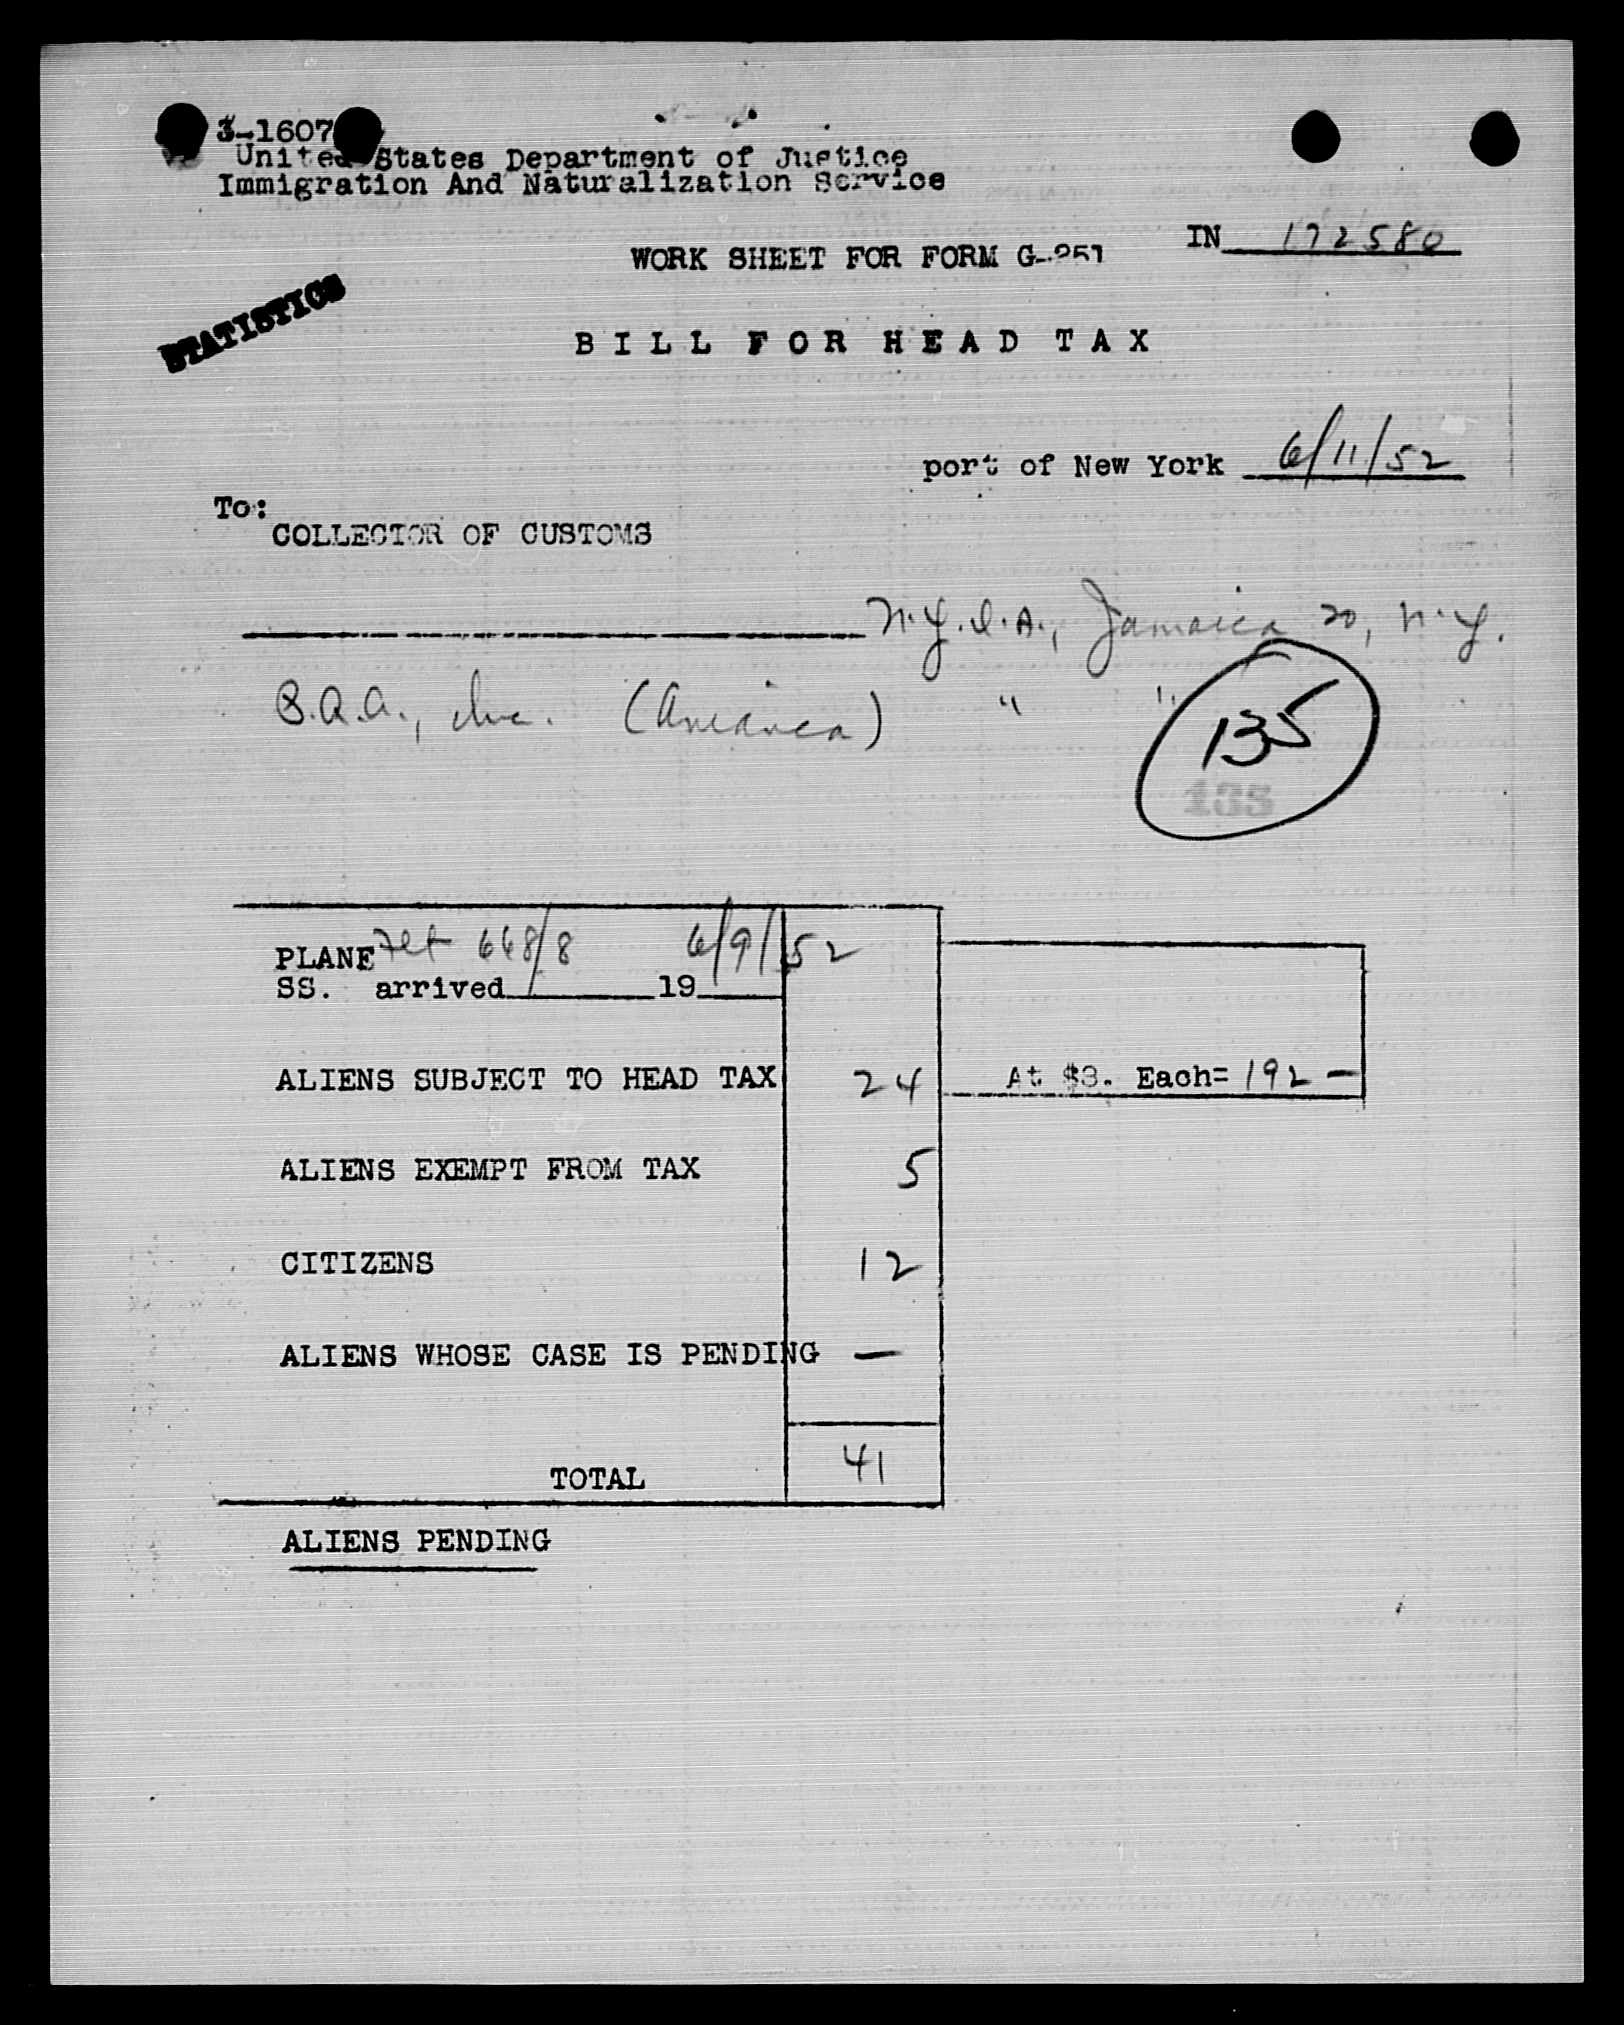 3-1607
United States Department of Justice
Immigration And Naturalization Service
IN 172580
WORK SHEET FOR FORM G-251
STATISTICS
BILL FOR HEAD TAX
port of New York 6/11/52
To:
COLLECTOR OF CUSTOMS
N.Y.I.A., Jamaica 20, N.Y.
S.A.A., Inc. (Avianca) " "
135
135
PLANE Flt 668/8 6/9/52
SS. arrived 19
ALIENS SUBJECT TO HEAD TAX 24 At $8. Each= 192 —
ALIENS EXEMPT FROM TAX 5
CITIZENS 12
ALIENS WHOSE CASE IS PENDING —
TOTAL 41
ALIENS PENDING